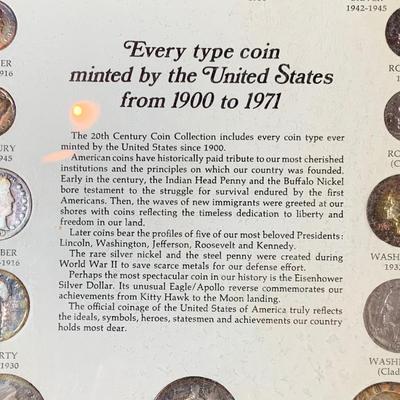 1942-1945
Every type coin
minted by the United States
from 1900 to 1971
The 20th Century Coin Collection includes every coin type ever
minted by the United States since 1900.
American coins have historically paid tribute to our most cherished
institutions and the principles on which our country was founded.
Early in the century, the Indian Head Penny and the Buffalo Nickel
bore testament to the struggle for survival endured by the first
Americans. Then, the waves of new immigrants were greeted at our
shores with coins reflecting the timeless dedication to liberty and
freedom in our land.
Later coins bear the profiles of five of our most beloved Presidents:
Lincoln, Washington, Jefferson, Roosevelt and Kennedy.
The rare silver nickel and the steel penny were created during
World War II to save scarce metals for our defense effort.
Perhaps the most spectacular coin in our history is the Eisenhower
Silver Dollar. Its unusual Eagle/Apollo reverse commemorates our
achievements from Kitty Hawk to the Moon landing.
The official coinage of the United States of America truly reflects
the ideals, symbols, heroes, statesmen and achievements our country
holds most dear.
BER
1916
URY
945
BER
-1916
RTY
1930
RO
RO
(C
WASH
193
WASH
(Clad